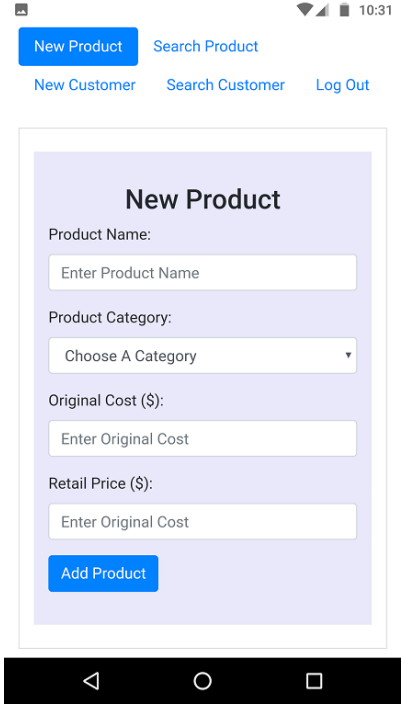 10:31
New Product Search Product
New Customer Search Customer Log Out
New Product
Product Name:
Enter Product Name
Product Category:
Choose A Category
Original Cost ($):
Enter Original Cost
Retail Price ($):
Enter Original Cost
Add Product